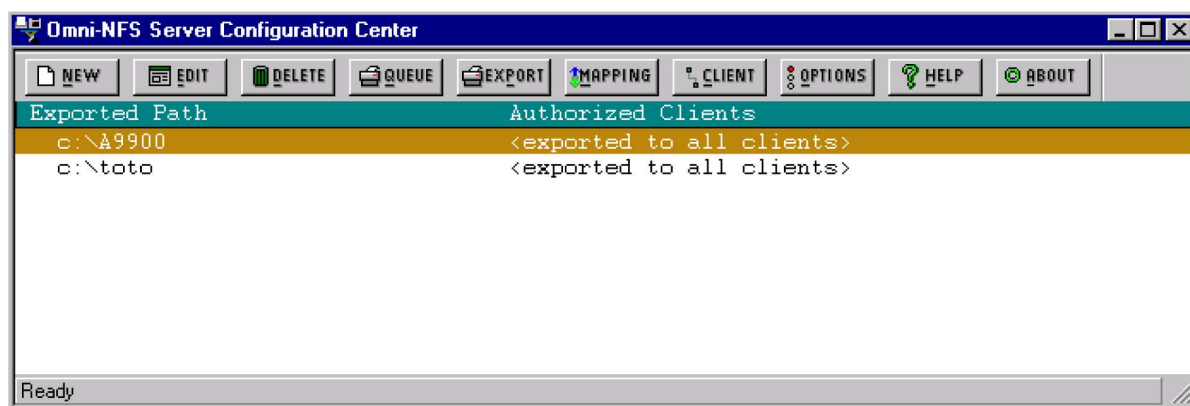 Omni-NFS Server Configuration Center
NEW EDIT DELETE QUEUE EXPORT MAPPING CLIENT OPTIONS HELP ABOUT
Exported Path Authorized Clients
c:\A9900 <exported to all clients>
c:\toto <exported to all clients>
Ready